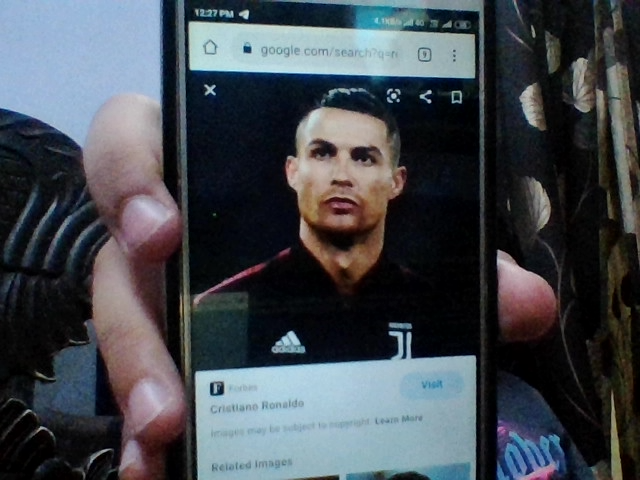 12:27 PM
9
google.com/search?q=n
adidas
Forbes
Visit
Cristiano Ronaldo
Images may be subject to copyright. Learn More
Related Images